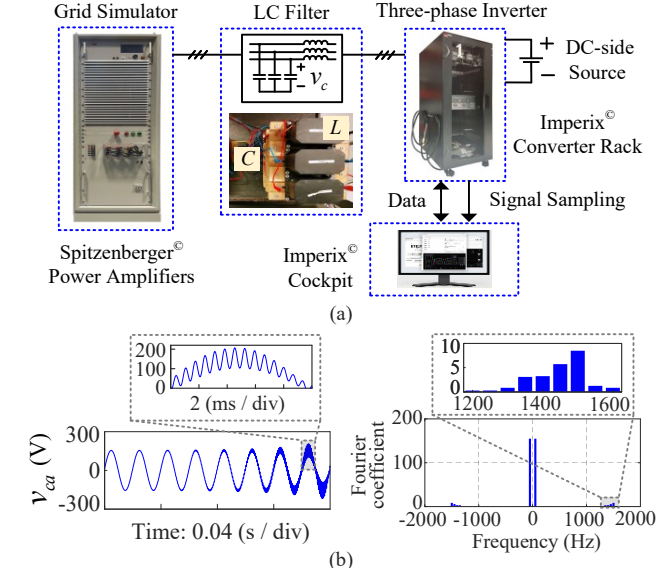 Grid Simulator
LC Filter
Three-phase Inverter
v_c
+
−
+
−
DC-side
Source
C
L
Imperix©
Converter Rack
Data
Signal Sampling
Spitzenberger©
Power Amplifiers
Imperix©
Cockpit
(a)
200
100
0
2 (ms / div)
300
0
-300
v_ca (V)
Time: 0.04 (s / div)
10
5
0
1200 1400 1600
200
100
0
Fourier
coefficient
-2000 -1000 0 1000 2000
Frequency (Hz)
(b)